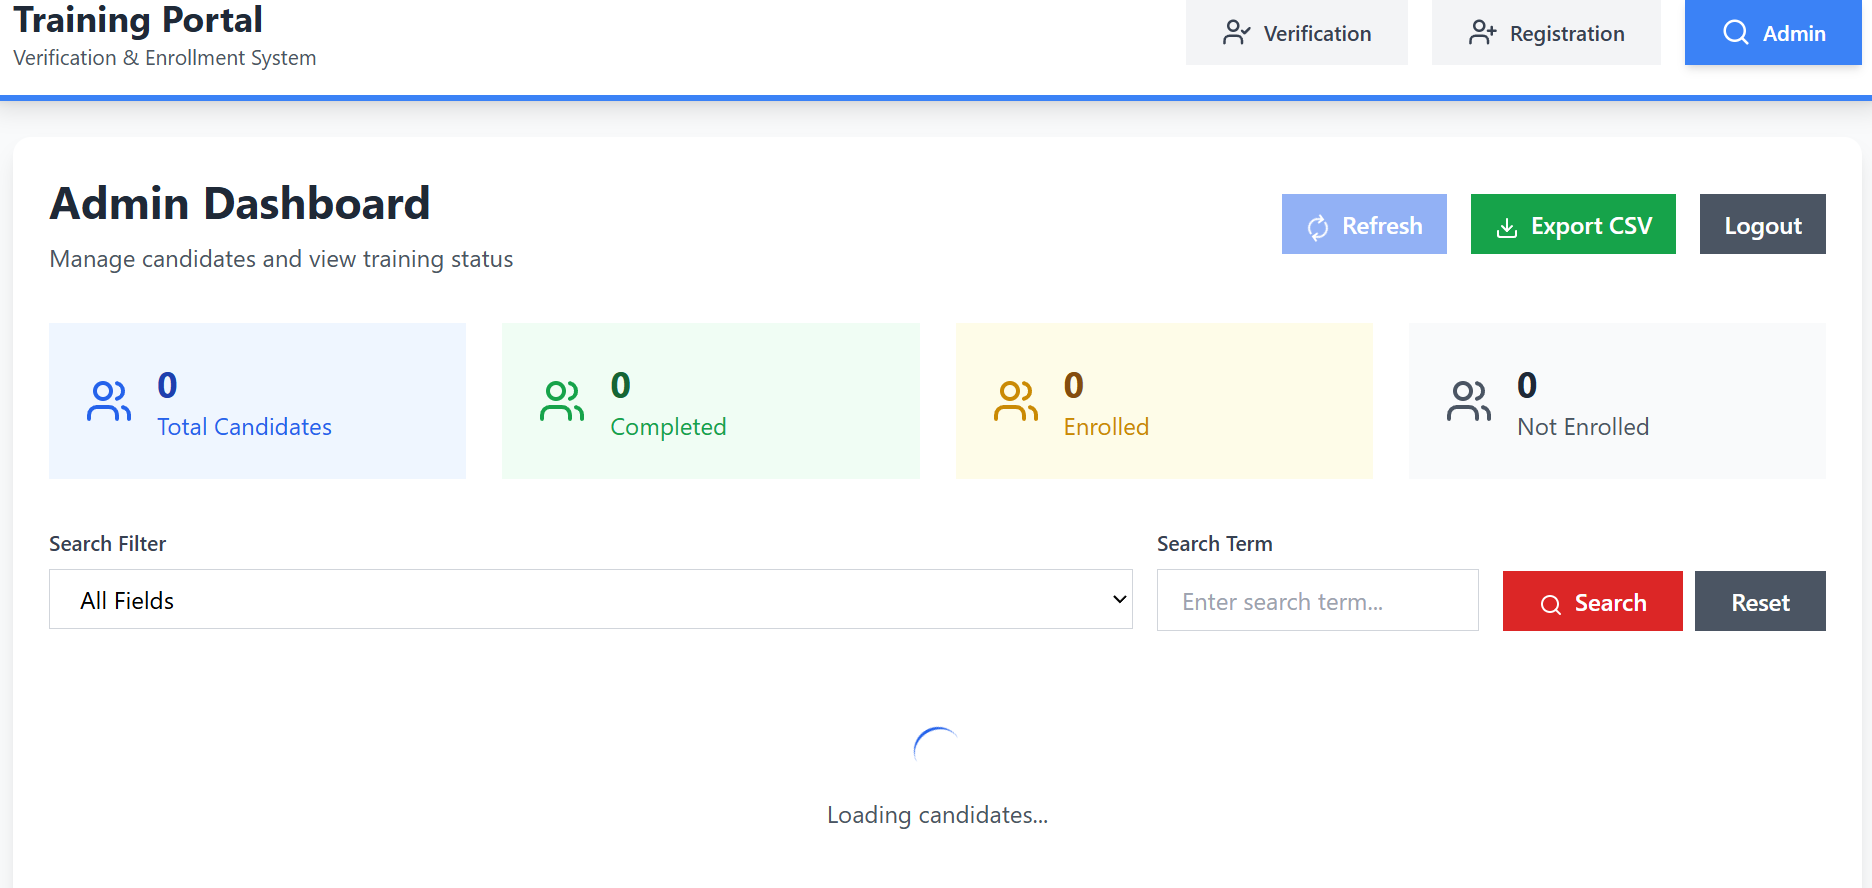 Training Portal
Verification & Enrollment System
Verification
Registration
Admin
Admin Dashboard
Manage candidates and view training status
Refresh
Export CSV
Logout
0
Total Candidates
0
Completed
0
Enrolled
0
Not Enrolled
Search Filter
All Fields
Search Term
Enter search term...
Search
Reset
Loading candidates...